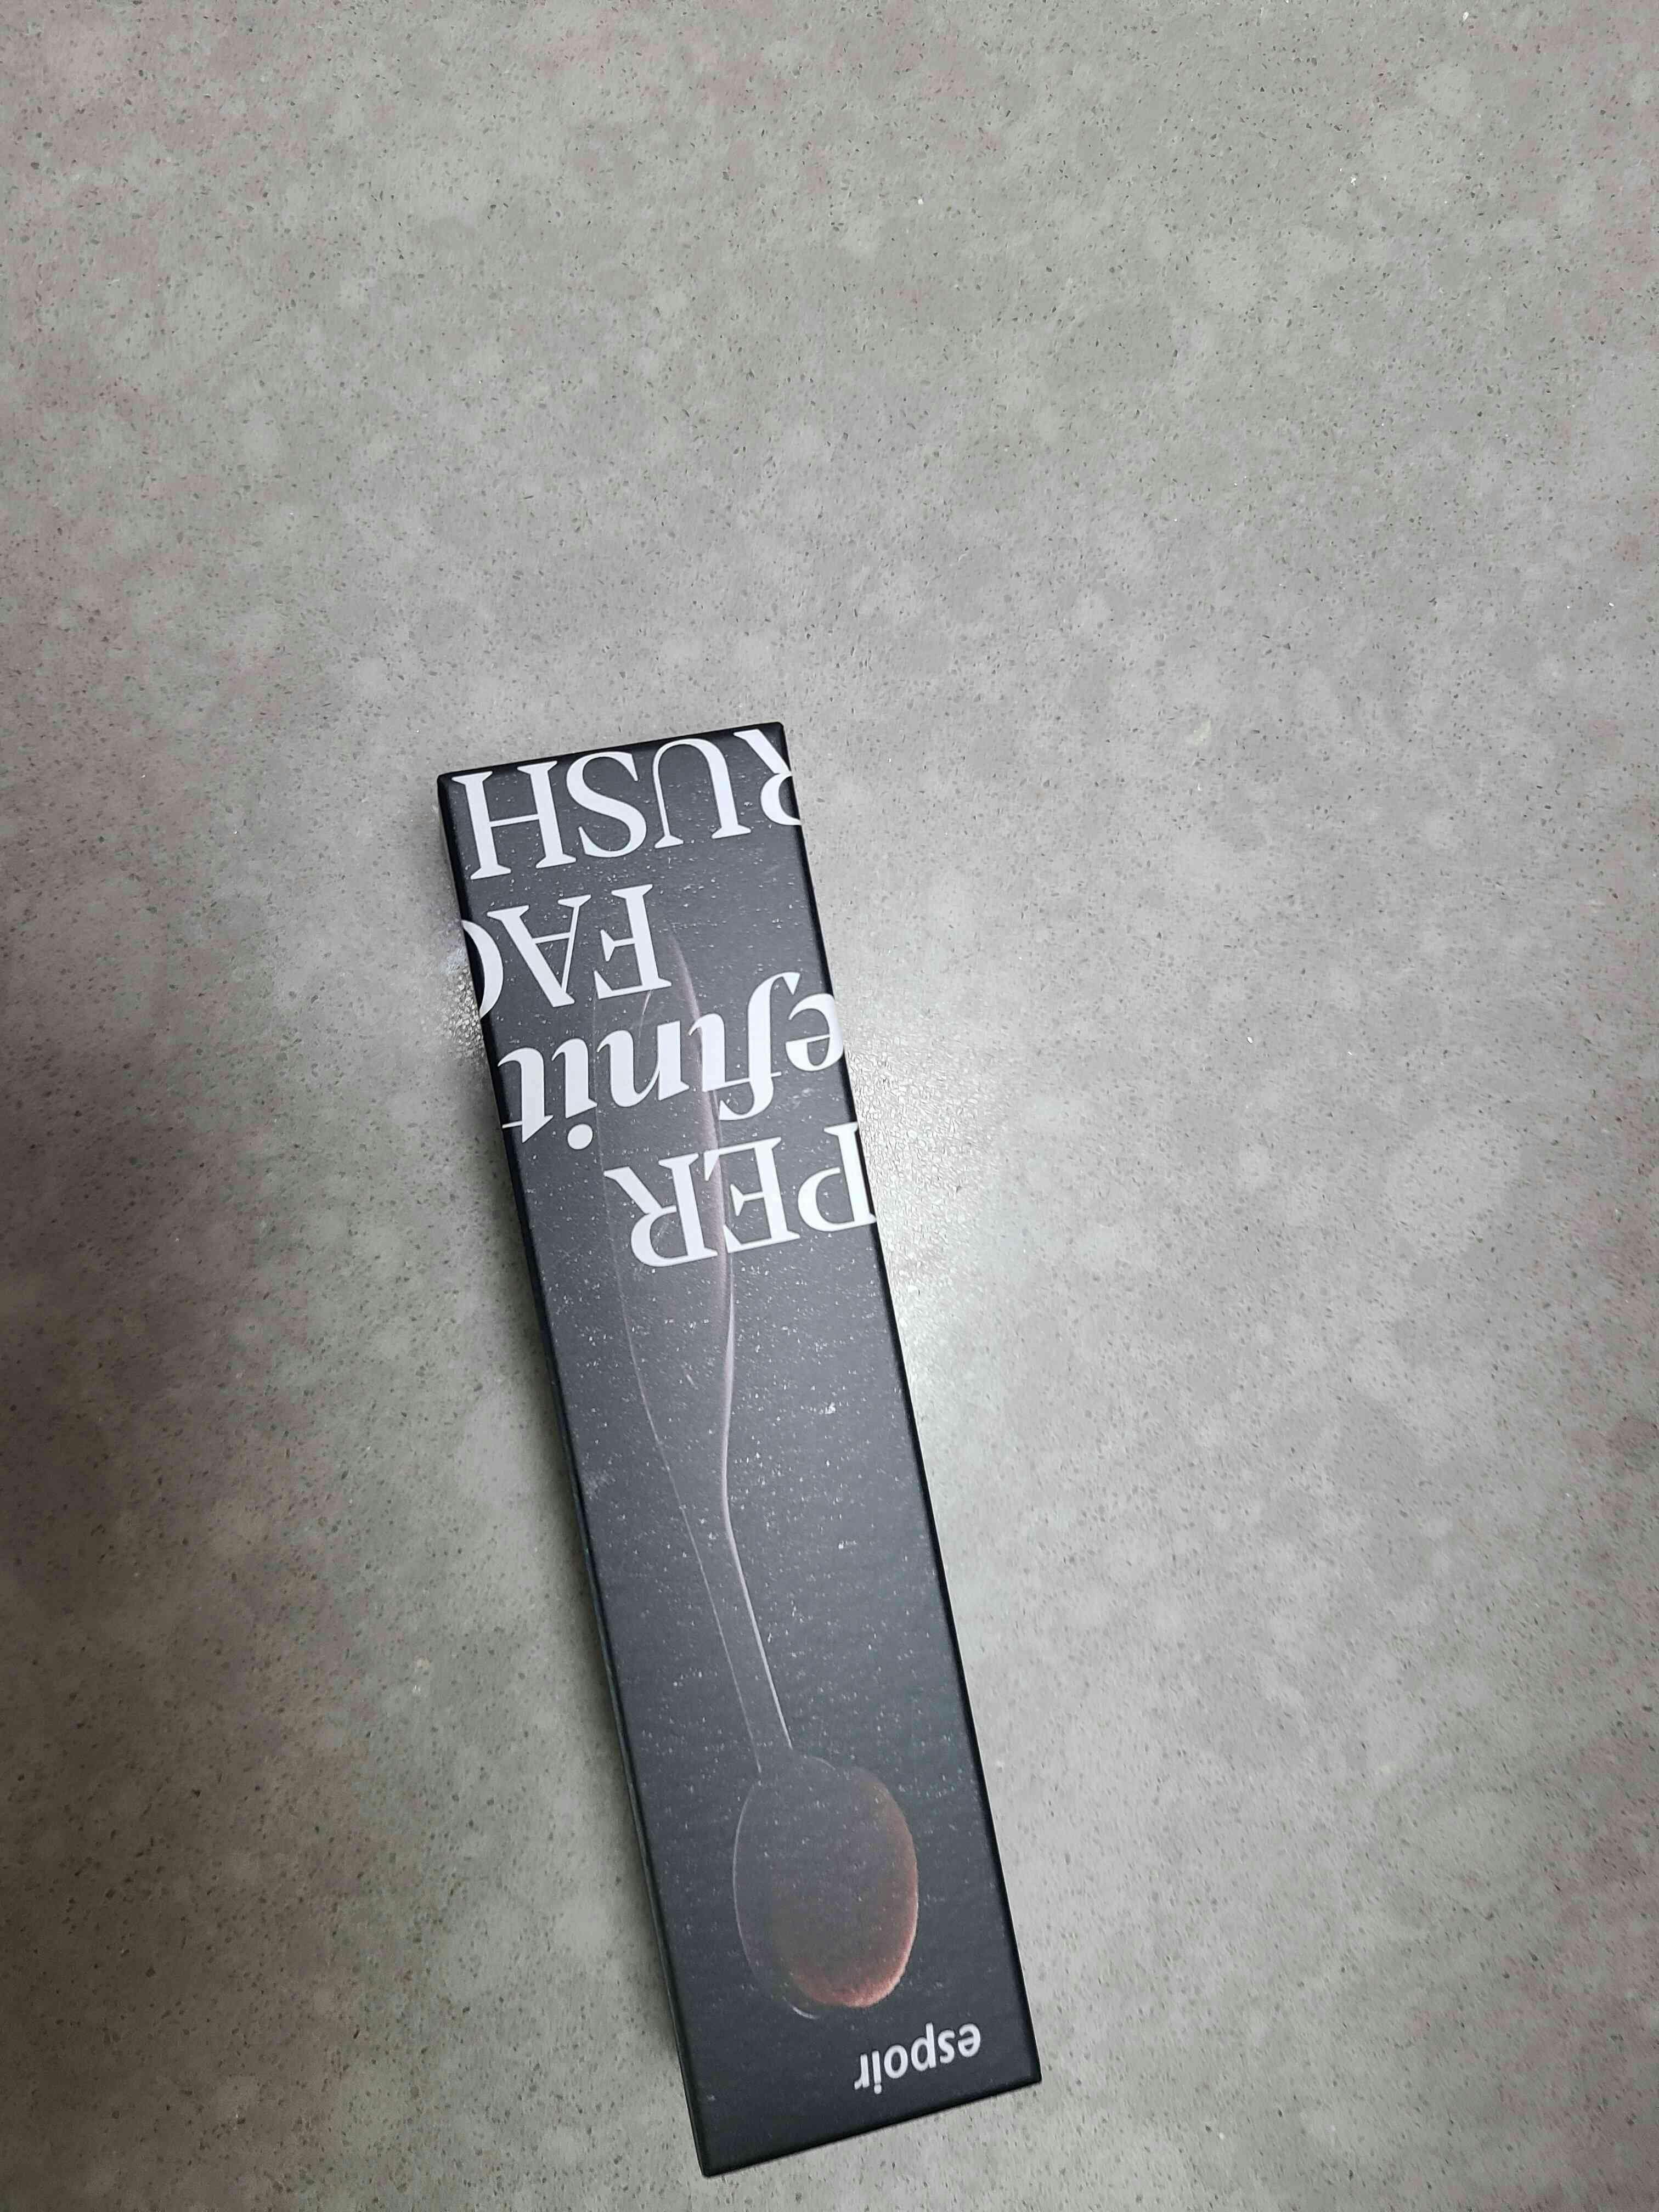 espoir
PER
efinit
FAC
RUSH